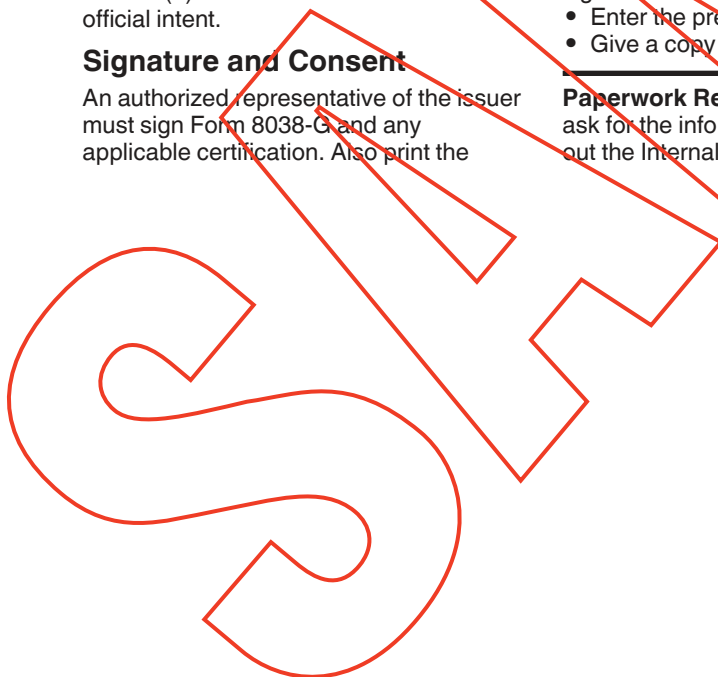 official intent.
Signature and Consent
An authorized representative of the issuer
must sign Form 8038-G and any
applicable certification. Also print the
• Enter the pre
• Give a copy
Paperwork Re
ask for the info
out the Internal
SA